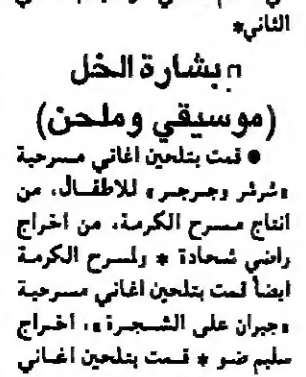 الثاني*
□ بشارة الخل
(موسيقي وملحن)
● قمت بتلحين اغاني مسرحية
«شرشر وجرجر» للاطفال، من
انتاج مسرح الكرمة، من اخراج
راضي شحادة * ولمسرح الكرمة
ايضاً قمت بتلحين اغاني مسرحية
«جيران على الشجرة»، اخراج
سليم ضو * قمت بتلحين اغاني